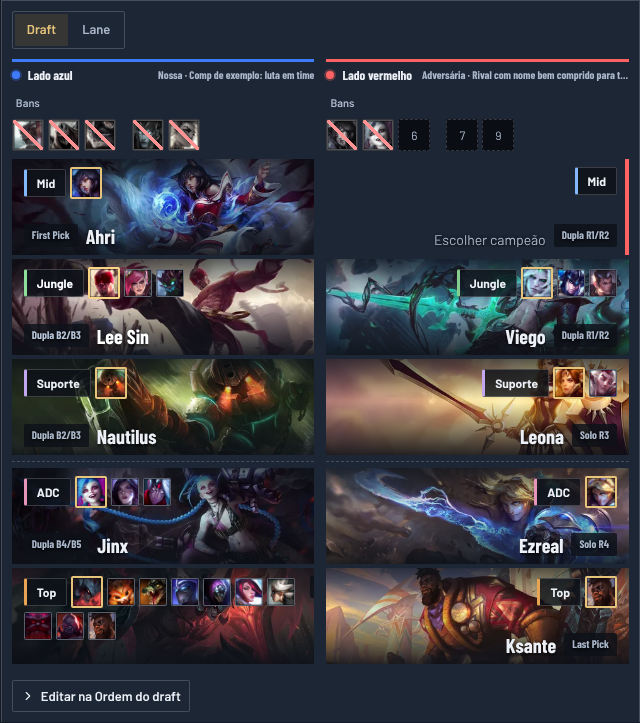 Draft Lane
Lado azul
Nossa · Comp de exemplo: luta em time
Lado vermelho
Adversária · Rival com nome bem comprido para t...
Bans
Bans
6
7
9
Mid
First Pick
Ahri
Mid
Escolher campeão
Dupla R1/R2
Jungle
Dupla B2/B3
Lee Sin
Jungle
Viego
Dupla R1/R2
Suporte
Dupla B2/B3
Nautilus
Suporte
Leona
Solo R3
ADC
Dupla B4/B5
Jinx
ADC
Ezreal
Solo R4
Top
Top
Ksante
Last Pick
Editar na Ordem do draft